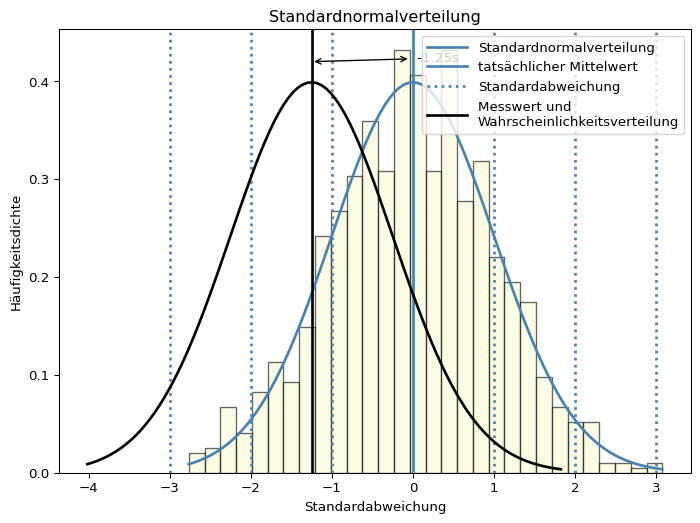 Standardnormalverteilung
-1.25s
Standardnormalverteilung
tatsächlicher Mittelwert
Standardabweichung
Messwert und
Wahrscheinlichkeitsverteilung
Häufigkeitsdichte
0.4
0.3
0.2
0.1
0.0
−4 −3 −2 −1 0 1 2 3
Standardabweichung